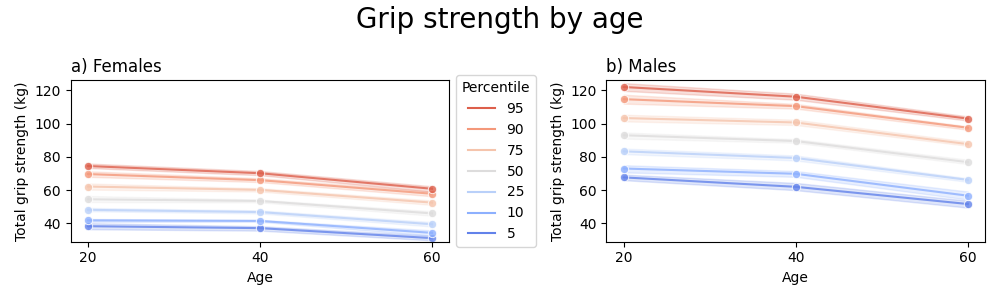 Grip strength by age
a) Females
Total grip strength (kg)
120
100
80
60
40
20
40
60
Age
Percentile
95
90
75
50
25
10
5
b) Males
Total grip strength (kg)
120
100
80
60
40
20
40
60
Age